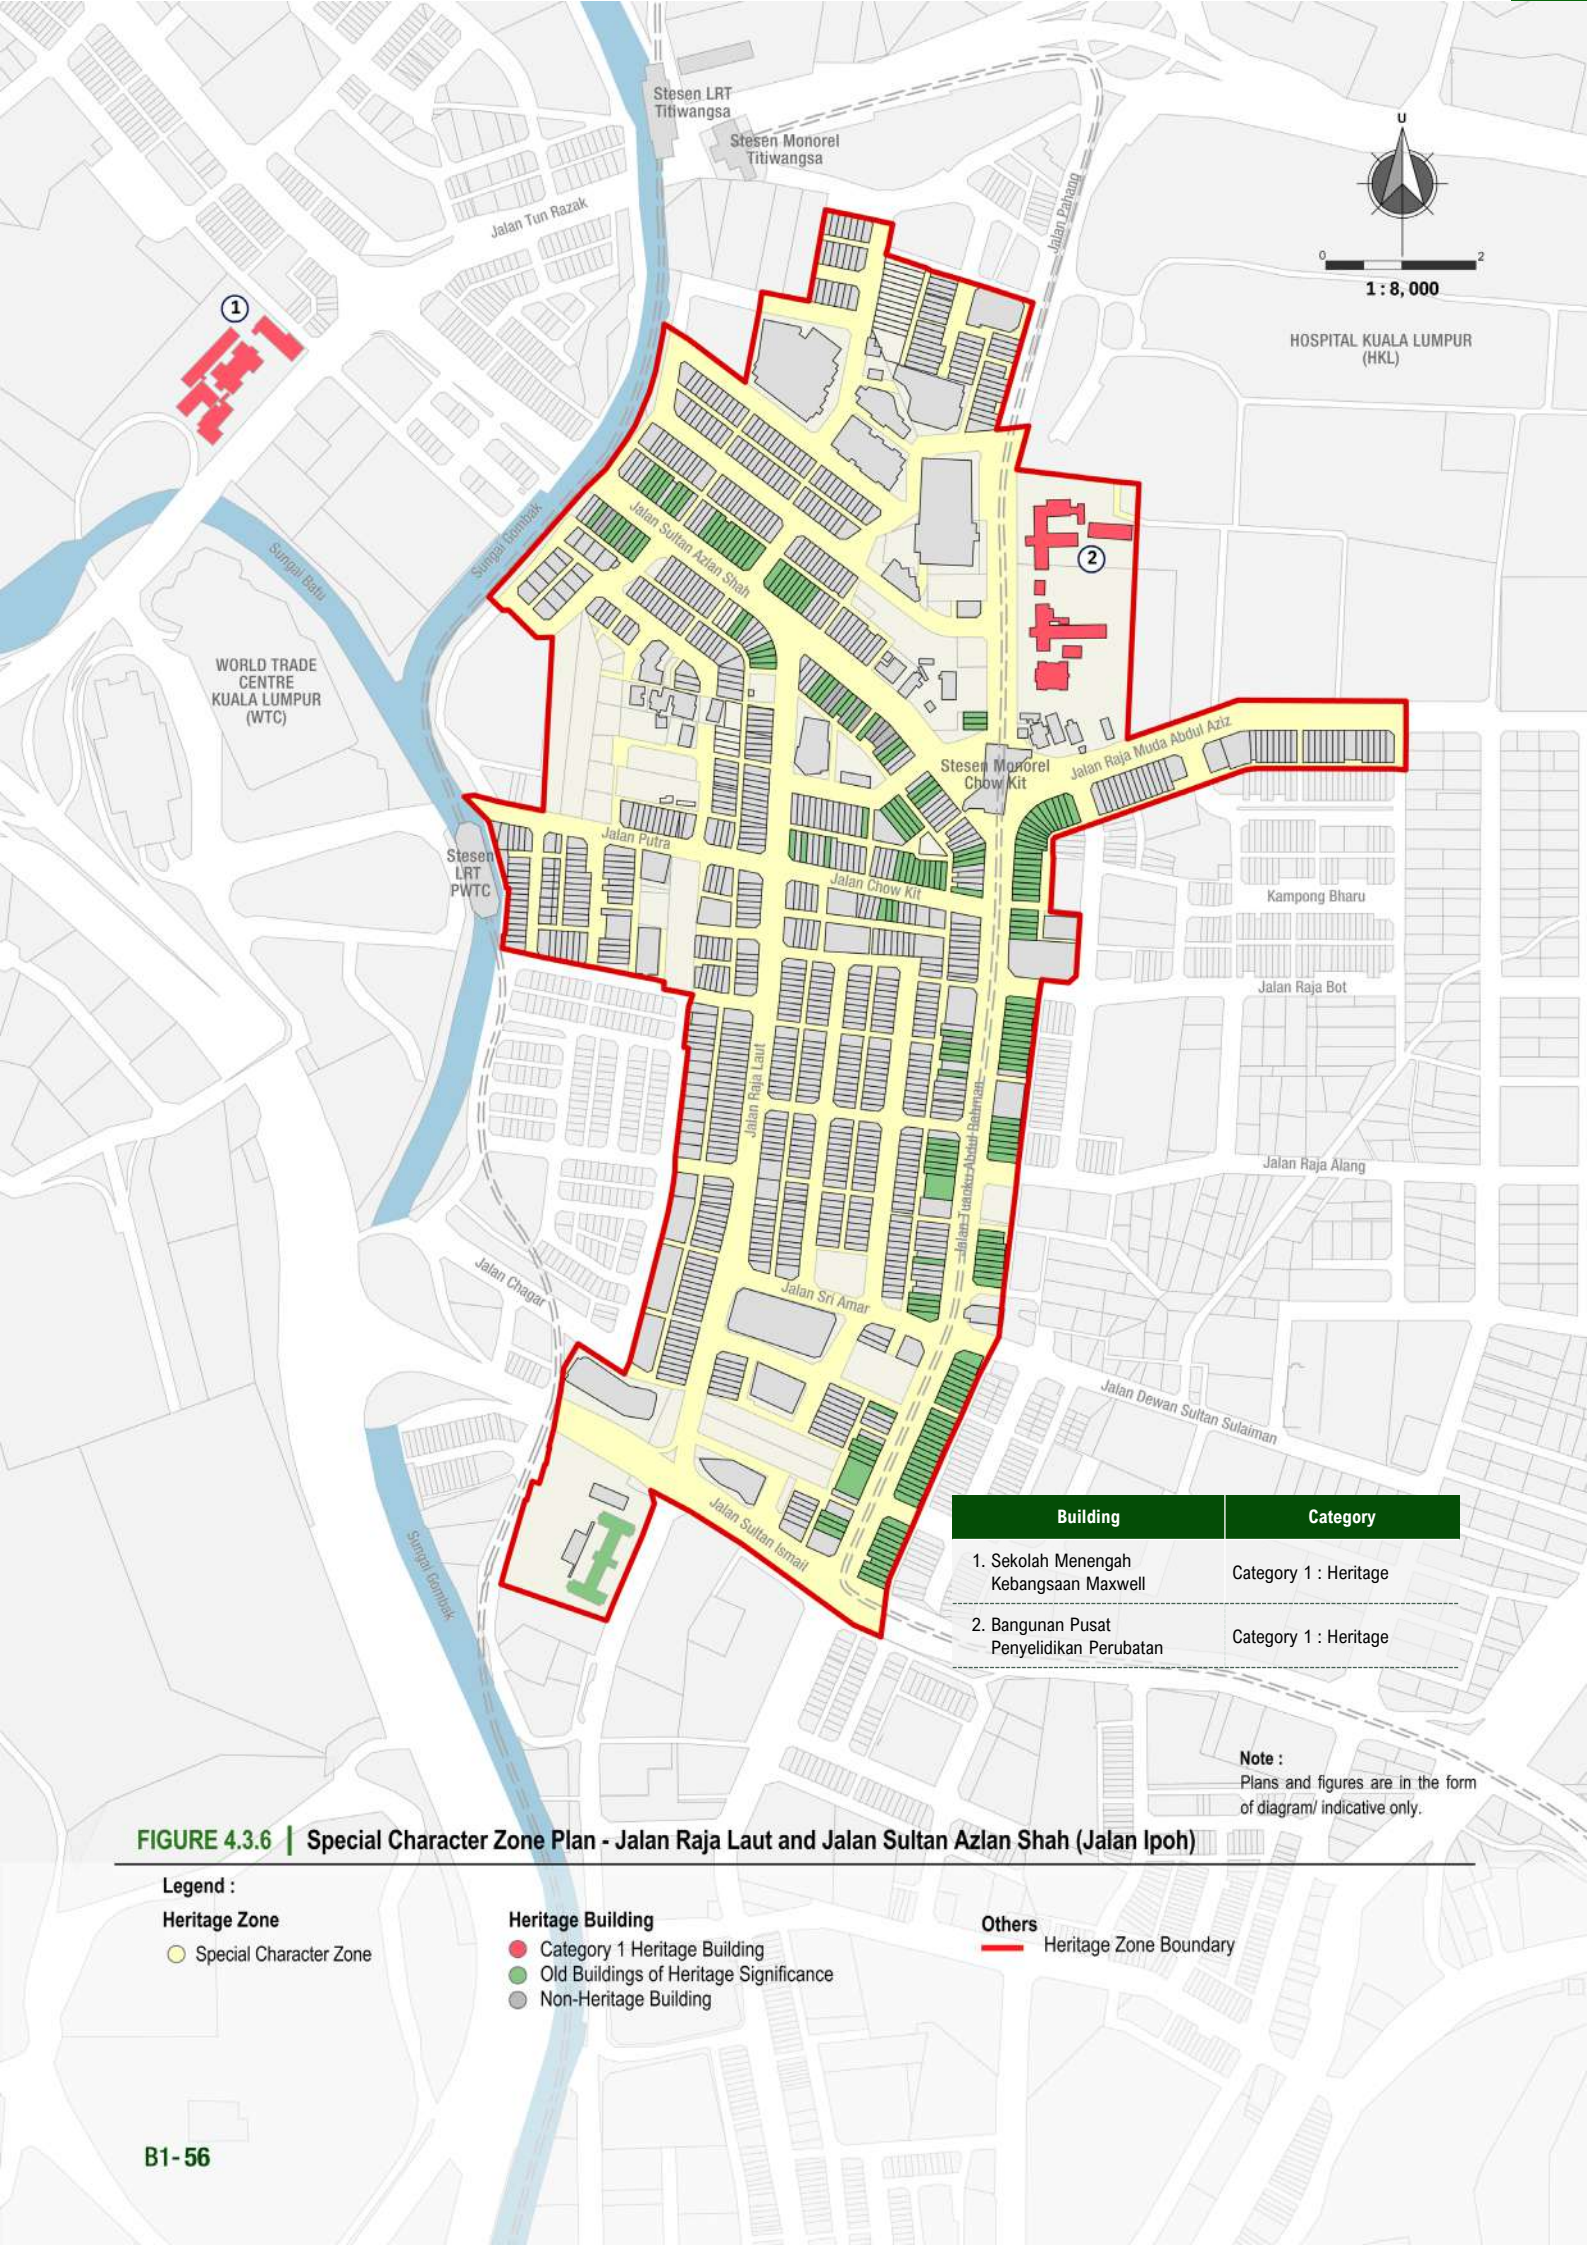 Stesen LRT
Titiwangsa
Stesen Monorel
Titiwangsa
U
Jalan Tun Razak
Jalan Pahang
0 2
1 : 8, 000
1
HOSPITAL KUALA LUMPUR
(HKL)
Sungai Gombak
Sungai Batu
Jalan Sultan Azlan Shah
2
WORLD TRADE
CENTRE
KUALA LUMPUR
(WTC)
Jalan Raja Muda Abdul Aziz
Stesen Monorel
Chow Kit
Jalan Putra
Stesen
LRT
PWTC
Jalan Chow Kit
Kampong Bharu
Jalan Raja Bot
Jalan Raja Laut
Jalan Tuanku Abdul Rahman
Jalan Raja Alang
Jalan Chagar
Jalan Sri Amar
Jalan Dewan Sultan Sulaiman
Jalan Sultan Ismail
Sungai Gombak
Building Category
1. Sekolah Menengah
Kebangsaan Maxwell
Category 1 : Heritage
2. Bangunan Pusat
Penyelidikan Perubatan
Category 1 : Heritage
Note :
Plans and figures are in the form
of diagram/ indicative only.
FIGURE 4.3.6 | Special Character Zone Plan - Jalan Raja Laut and Jalan Sultan Azlan Shah (Jalan Ipoh)
Legend :
Heritage Zone
Special Character Zone
Heritage Building
Category 1 Heritage Building
Old Buildings of Heritage Significance
Non-Heritage Building
Others
Heritage Zone Boundary
B1- 56